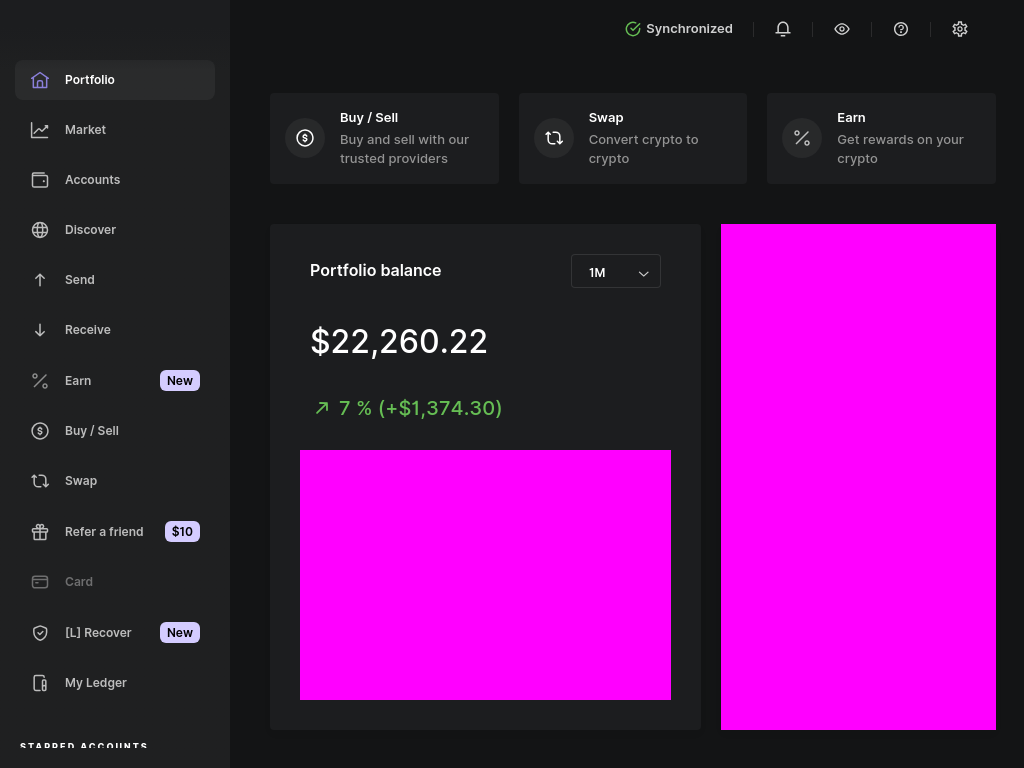 Synchronized
Portfolio
Market
Accounts
Discover
Send
Receive
Earn New
Buy / Sell
Swap
Refer a friend $10
Card
[L] Recover New
My Ledger
STARRED ACCOUNTS
Buy / Sell
Buy and sell with our
trusted providers
Swap
Convert crypto to
crypto
Earn
Get rewards on your
crypto
Portfolio balance
1M
$22,260.22
7 % (+$1,374.30)